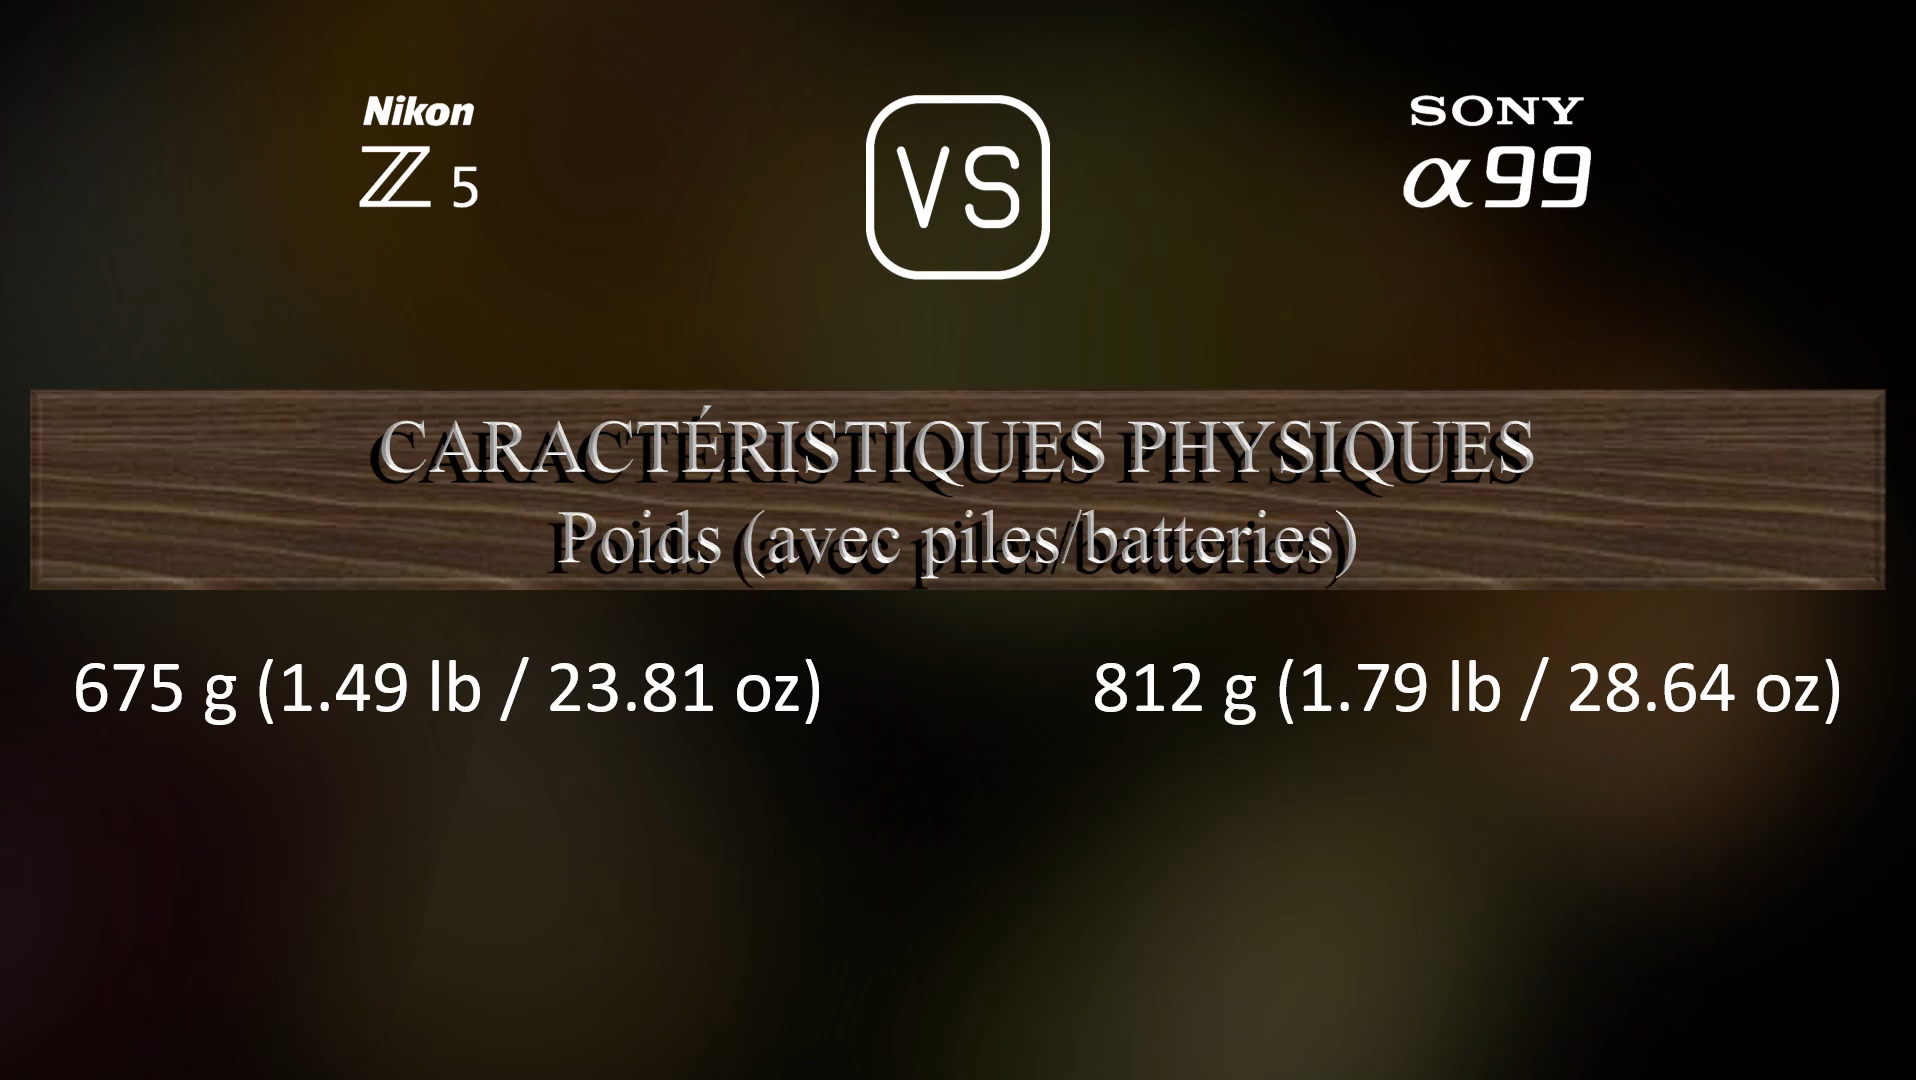 Nikon
Z 5
VS
SONY
α99
CARACTÉRISTIQUES PHYSIQUES
Poids (avec piles/batteries)
675 g (1.49 lb / 23.81 oz)
812 g (1.79 lb / 28.64 oz)